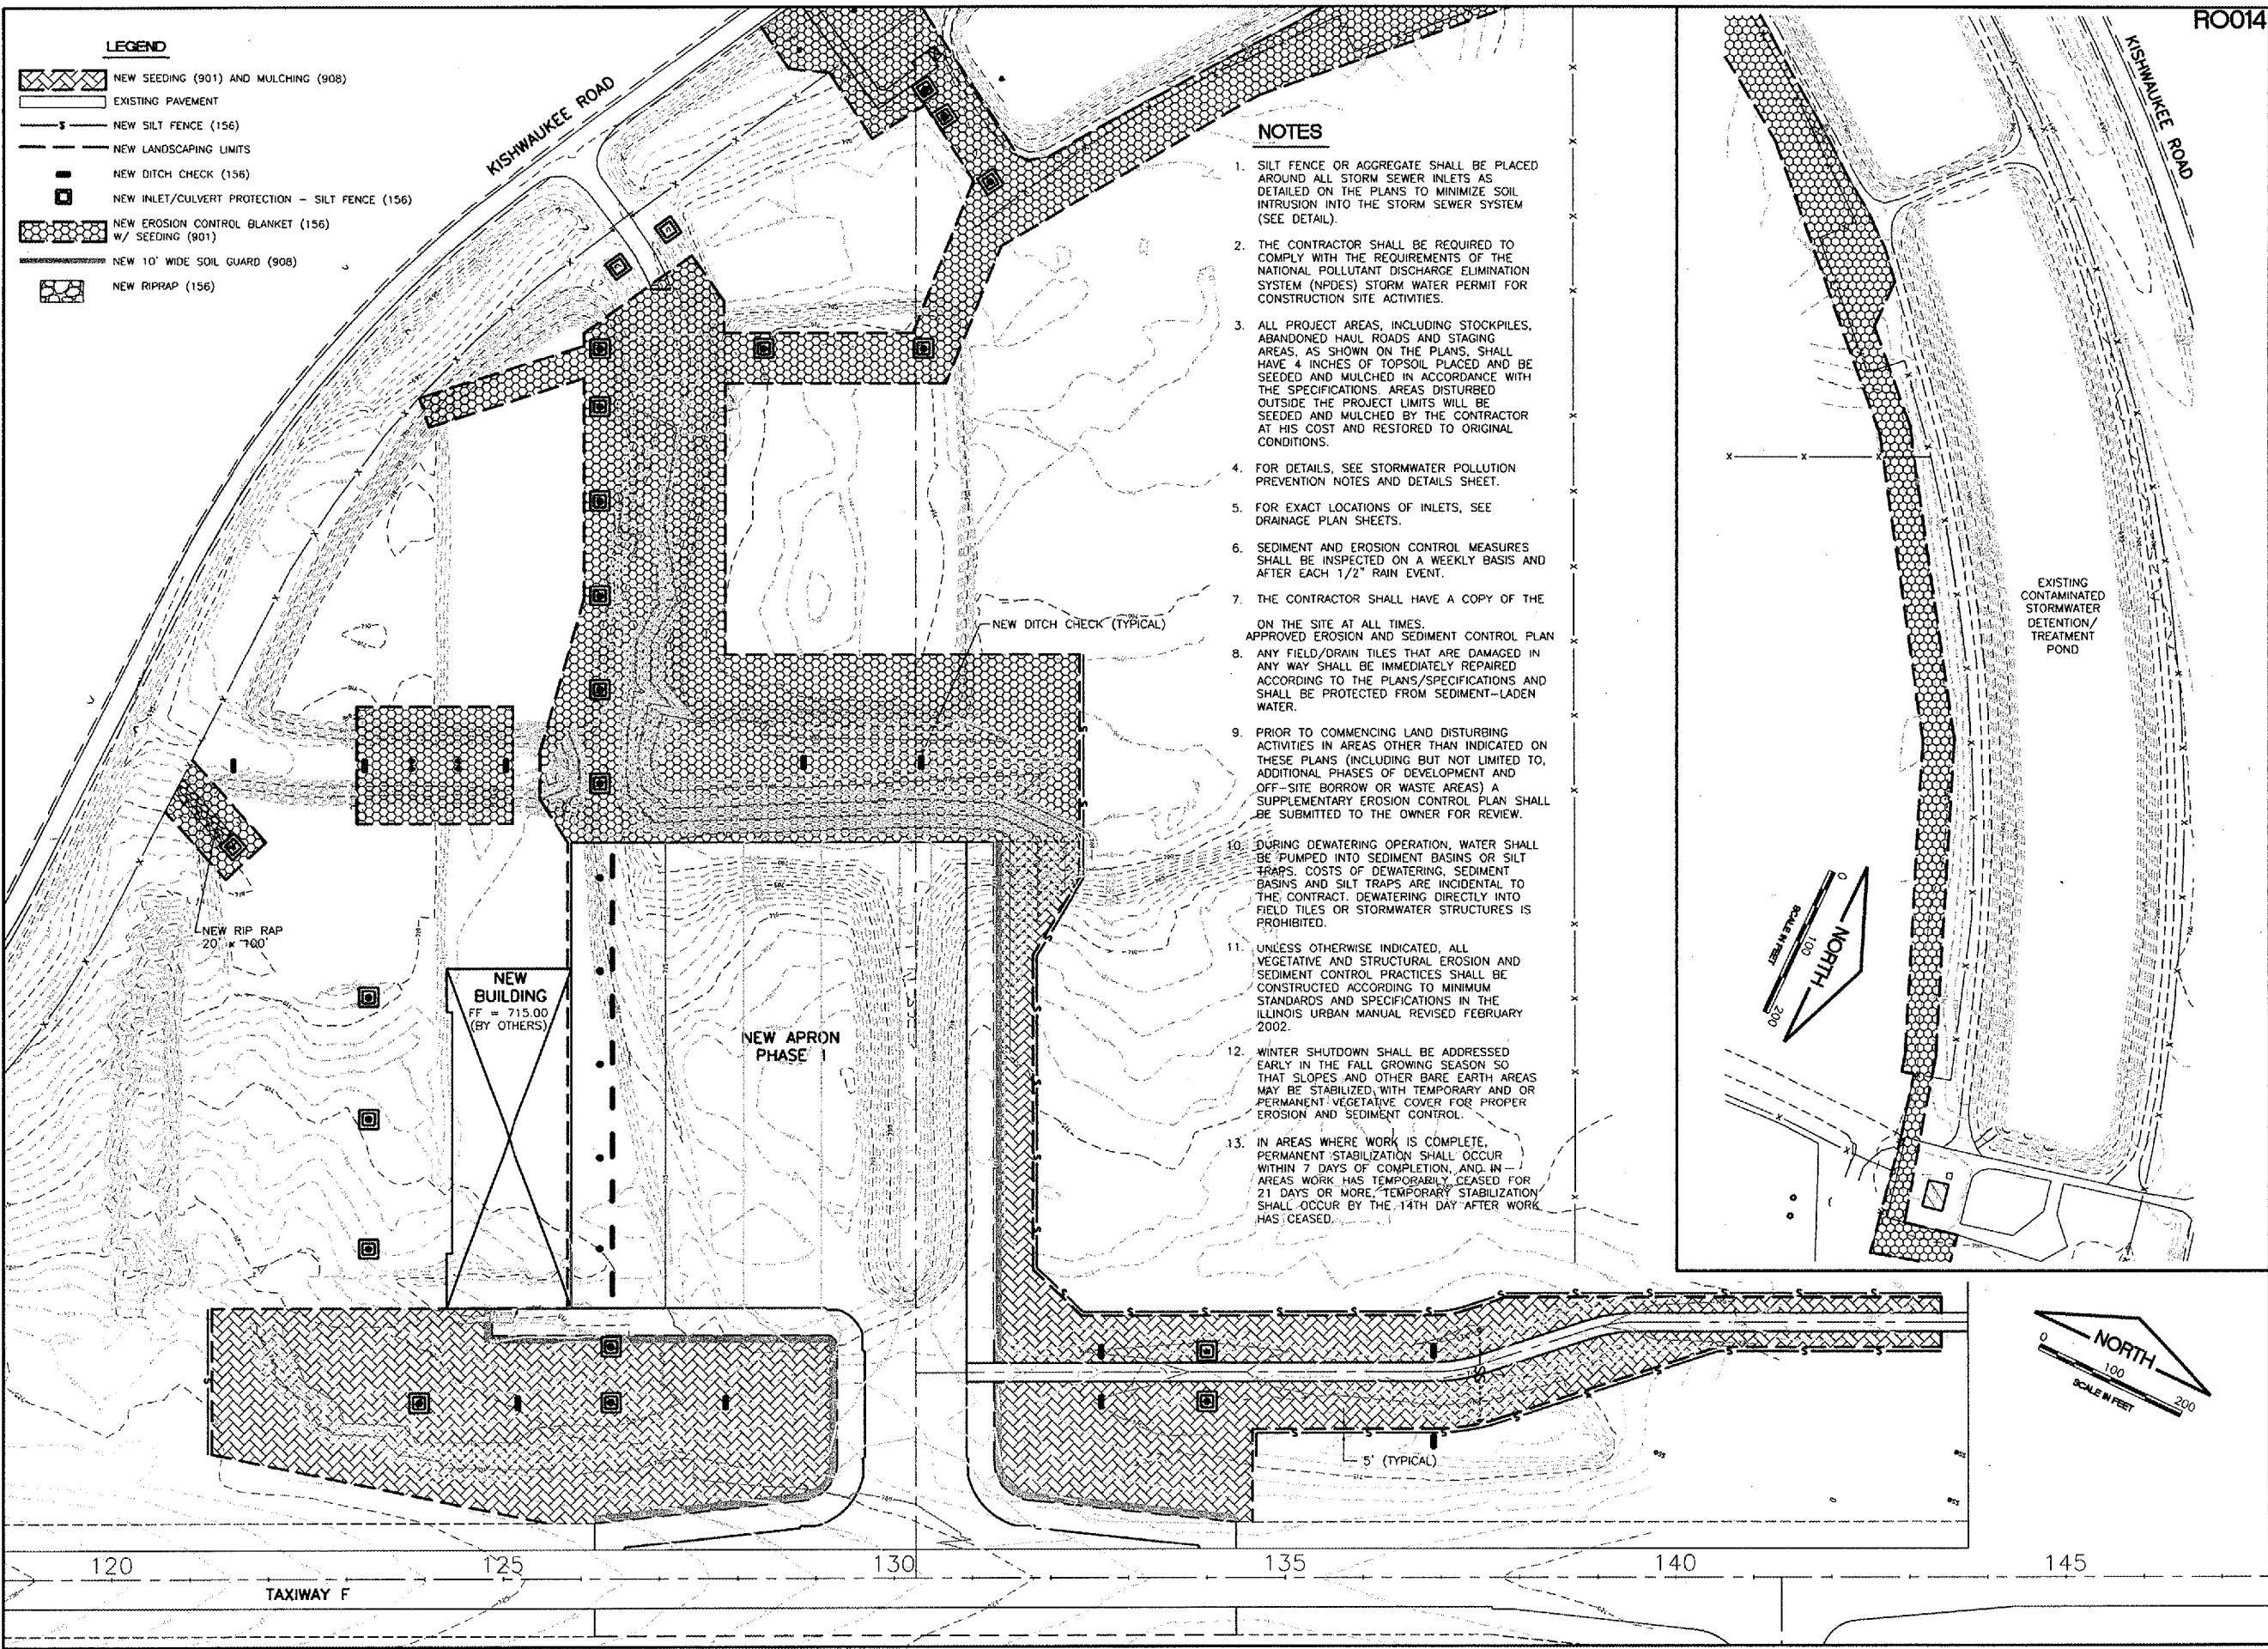 RO014
LEGEND
NEW SEEDING (901) AND MULCHING (908)
EXISTING PAVEMENT
S
NEW SILT FENCE (156)
NEW LANDSCAPING LIMITS
NEW DITCH CHECK (156)
NEW INLET/CULVERT PROTECTION - SILT FENCE (156)
NEW EROSION CONTROL BLANKET (156)
W/ SEEDING (901)
NEW 10' WIDE SOIL GUARD (908)
NEW RIPRAP (156)
KISHWAUKEE ROAD
NOTES
1. SILT FENCE OR AGGREGATE SHALL BE PLACED
AROUND ALL STORM SEWER INLETS AS
DETAILED ON THE PLANS TO MINIMIZE SOIL
INTRUSION INTO THE STORM SEWER SYSTEM
(SEE DETAIL).
2. THE CONTRACTOR SHALL BE REQUIRED TO
COMPLY WITH THE REQUIREMENTS OF THE
NATIONAL POLLUTANT DISCHARGE ELIMINATION
SYSTEM (NPDES) STORM WATER PERMIT FOR
CONSTRUCTION SITE ACTIVITIES.
3. ALL PROJECT AREAS, INCLUDING STOCKPILES,
ABANDONED HAUL ROADS AND STAGING
AREAS, AS SHOWN ON THE PLANS, SHALL
HAVE 4 INCHES OF TOPSOIL PLACED AND BE
SEEDED AND MULCHED IN ACCORDANCE WITH
THE SPECIFICATIONS. AREAS DISTURBED
OUTSIDE THE PROJECT LIMITS WILL BE
SEEDED AND MULCHED BY THE CONTRACTOR
AT HIS COST AND RESTORED TO ORIGINAL
CONDITIONS.
4. FOR DETAILS, SEE STORMWATER POLLUTION
PREVENTION NOTES AND DETAILS SHEET.
5. FOR EXACT LOCATIONS OF INLETS, SEE
DRAINAGE PLAN SHEETS.
6. SEDIMENT AND EROSION CONTROL MEASURES
SHALL BE INSPECTED ON A WEEKLY BASIS AND
AFTER EACH 1/2" RAIN EVENT.
7. THE CONTRACTOR SHALL HAVE A COPY OF THE
ON THE SITE AT ALL TIMES.
APPROVED EROSION AND SEDIMENT CONTROL PLAN
8. ANY FIELD/DRAIN TILES THAT ARE DAMAGED IN
ANY WAY SHALL BE IMMEDIATELY REPAIRED
ACCORDING TO THE PLANS/SPECIFICATIONS AND
SHALL BE PROTECTED FROM SEDIMENT-LADEN
WATER.
9. PRIOR TO COMMENCING LAND DISTURBING
ACTIVITIES IN AREAS OTHER THAN INDICATED ON
THESE PLANS (INCLUDING BUT NOT LIMITED TO,
ADDITIONAL PHASES OF DEVELOPMENT AND
OFF-SITE BORROW OR WASTE AREAS) A
SUPPLEMENTARY EROSION CONTROL PLAN SHALL
BE SUBMITTED TO THE OWNER FOR REVIEW.
10. DURING DEWATERING OPERATION, WATER SHALL
BE PUMPED INTO SEDIMENT BASINS OR SILT
TRAPS. COSTS OF DEWATERING, SEDIMENT
BASINS AND SILT TRAPS ARE INCIDENTAL TO
THE CONTRACT. DEWATERING DIRECTLY INTO
FIELD TILES OR STORMWATER STRUCTURES IS
PROHIBITED.
11. UNLESS OTHERWISE INDICATED, ALL
VEGETATIVE AND STRUCTURAL EROSION AND
SEDIMENT CONTROL PRACTICES SHALL BE
CONSTRUCTED ACCORDING TO MINIMUM
STANDARDS AND SPECIFICATIONS IN THE
ILLINOIS URBAN MANUAL REVISED FEBRUARY
2002.
12. WINTER SHUTDOWN SHALL BE ADDRESSED
EARLY IN THE FALL GROWING SEASON SO
THAT SLOPES AND OTHER BARE EARTH AREAS
MAY BE STABILIZED WITH TEMPORARY AND OR
PERMANENT VEGETATIVE COVER FOR PROPER
EROSION AND SEDIMENT CONTROL.
13. IN AREAS WHERE WORK IS COMPLETE,
PERMANENT STABILIZATION SHALL OCCUR
WITHIN 7 DAYS OF COMPLETION, AND IN
AREAS WORK HAS TEMPORARILY CEASED FOR
21 DAYS OR MORE, TEMPORARY STABILIZATION
SHALL OCCUR BY THE 14TH DAY AFTER WORK
HAS CEASED.
NEW DITCH CHECK (TYPICAL)
NEW RIP RAP
20' x 100'
NEW
BUILDING
FF = 715.00
(BY OTHERS)
NEW APRON
PHASE 1
5' (TYPICAL)
KISHWAUKEE ROAD
EXISTING
CONTAMINATED
STORMWATER
DETENTION/
TREATMENT
POND
NORTH
0 100 200
SCALE IN FEET
NORTH
0 100 200
SCALE IN FEET
120 125 130 135 140 145
TAXIWAY F